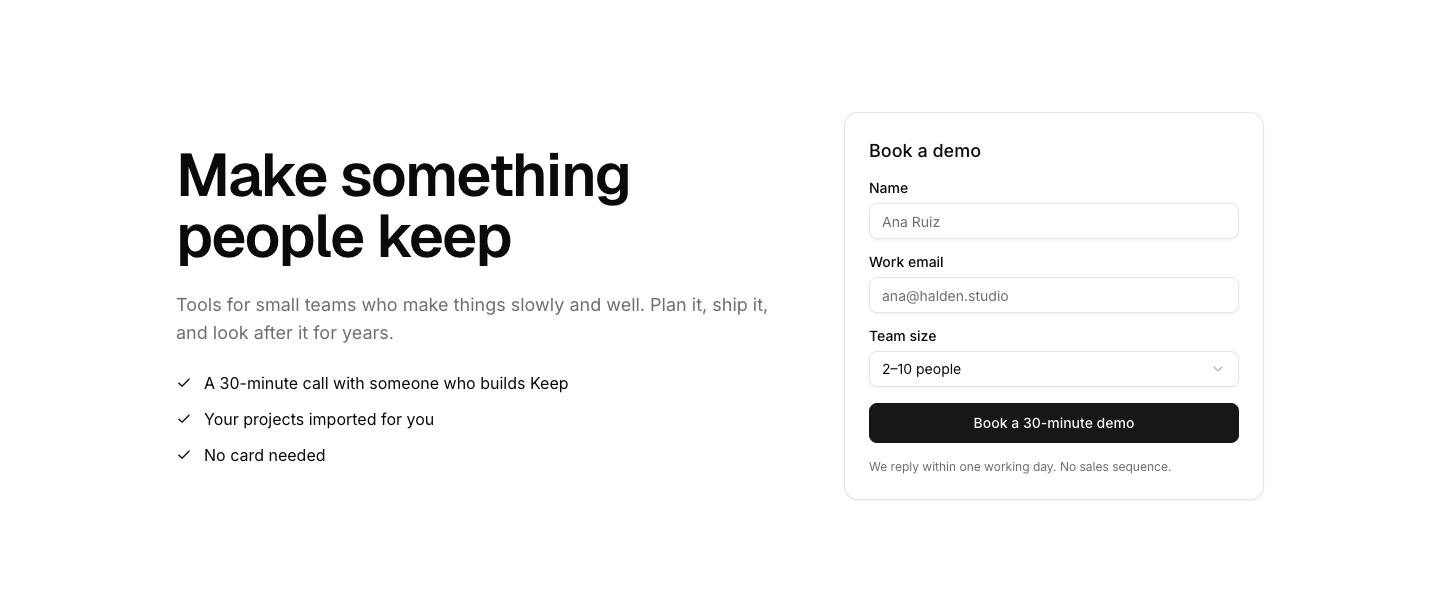 Make something
people keep
Tools for small teams who make things slowly and well. Plan it, ship it,
and look after it for years.
A 30-minute call with someone who builds Keep
Your projects imported for you
No card needed
Book a demo
Name
Ana Ruiz
Work email
ana@halden.studio
Team size
2–10 people
Book a 30-minute demo
We reply within one working day. No sales sequence.